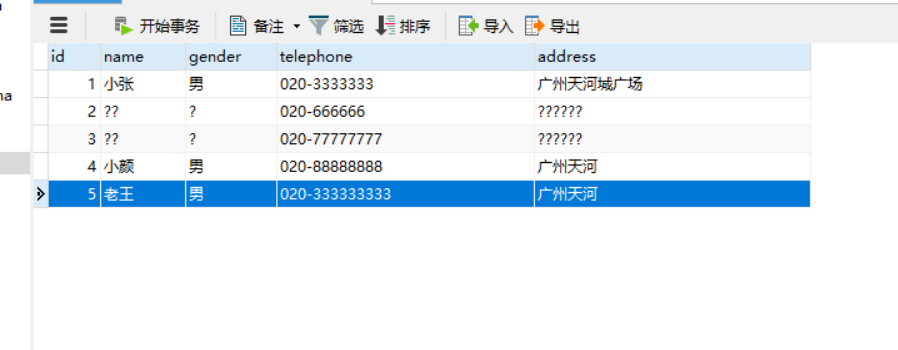 开始事务 备注 筛选 排序 导入 导出
id name gender telephone address
1 小张 男 020-3333333 广州天河城广场
2 ?? ? 020-666666 ??????
3 ?? ? 020-77777777 ??????
4 小颜 男 020-88888888 广州天河
5 老王 男 020-333333333 广州天河